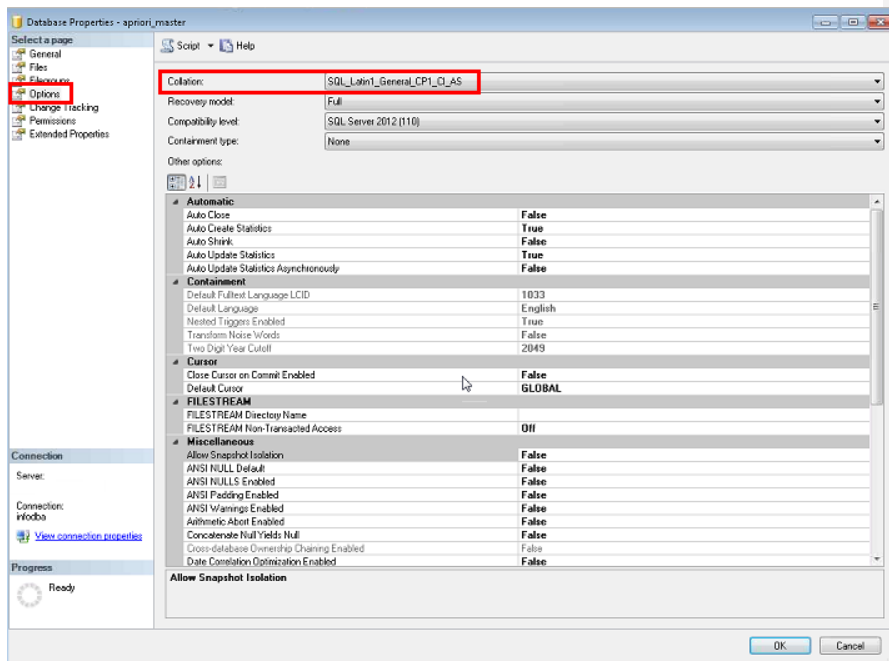 Database Properties - apriori_master
Select a page
General
Files
Filegroups
Options
Change Tracking
Permissions
Extended Properties
Connection
Server:
Connection:
infodba
View connection properties
Progress
Ready
Script Help
Collation: SQL_Latin1_General_CP1_CI_AS
Recovery model: Full
Compatibility level: SQL Server 2012 (110)
Containment type: None
Other options:
Automatic
Auto Close False
Auto Create Statistics True
Auto Shrink False
Auto Update Statistics True
Auto Update Statistics Asynchronously False
Containment
Default Fulltext Language LCID 1033
Default Language English
Nested Triggers Enabled True
Transform Noise Words False
Two Digit Year Cutoff 2049
Cursor
Close Cursor on Commit Enabled False
Default Cursor GLOBAL
FILESTREAM
FILESTREAM Directory Name
FILESTREAM Non-Transacted Access Off
Miscellaneous
Allow Snapshot Isolation False
ANSI NULL Default False
ANSI NULLS Enabled False
ANSI Padding Enabled False
ANSI Warnings Enabled False
Arithmetic Abort Enabled False
Concatenate Null Yields Null False
Cross-database Ownership Chaining Enabled False
Date Correlation Optimization Enabled False
Allow Snapshot Isolation
OK Cancel